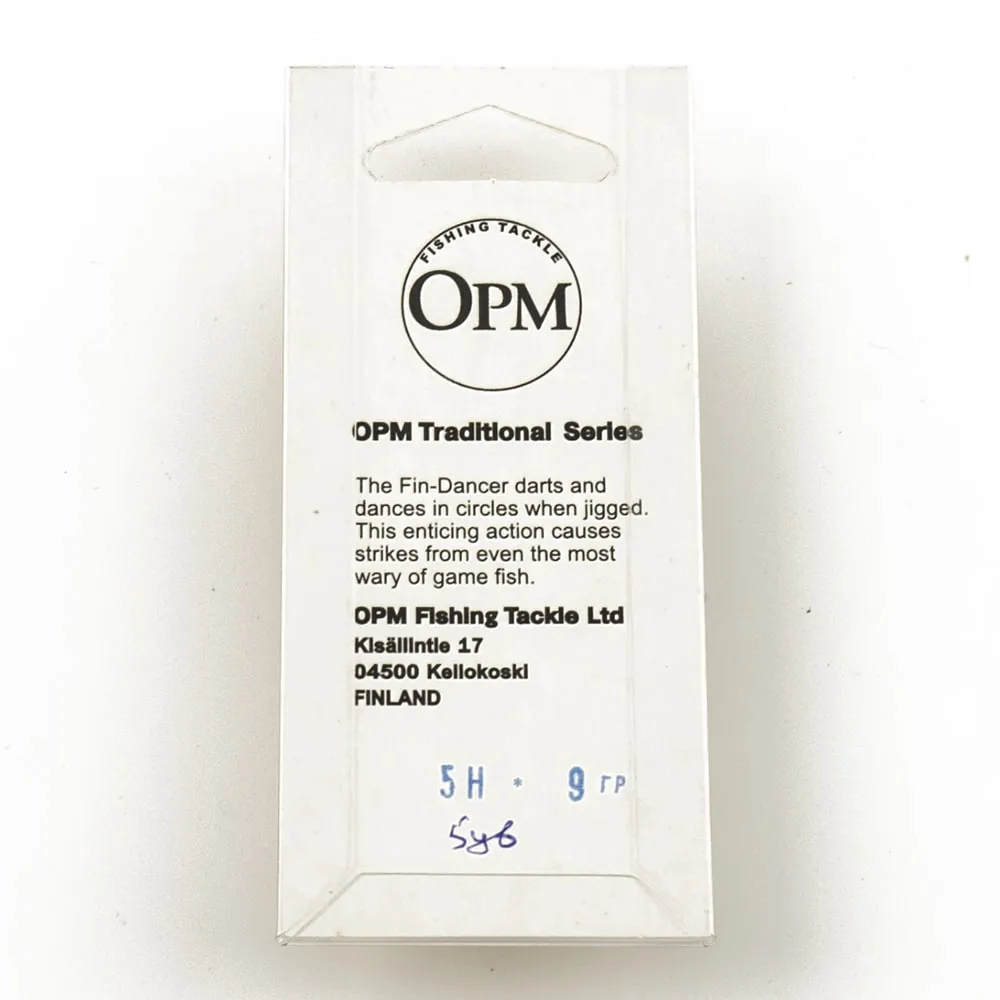 FISHING TACKLE
OPM
OPM Traditional Series
The Fin-Dancer darts and
dances in circles when jigged.
This enticing action causes
strikes from even the most
wary of game fish.
OPM Fishing Tackle Ltd
Kisällintie 17
04500 Kellokoski
FINLAND
5Н * 9 ГР